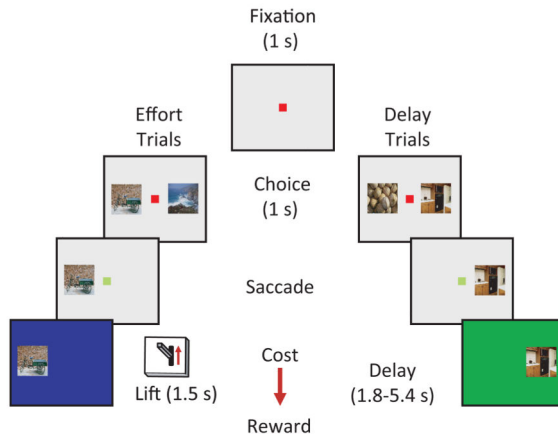 Fixation
(1 s)
Effort
Trials
Delay
Trials
Choice
(1 s)
Saccade
Cost
Lift (1.5 s)
Delay
(1.8-5.4 s)
Reward